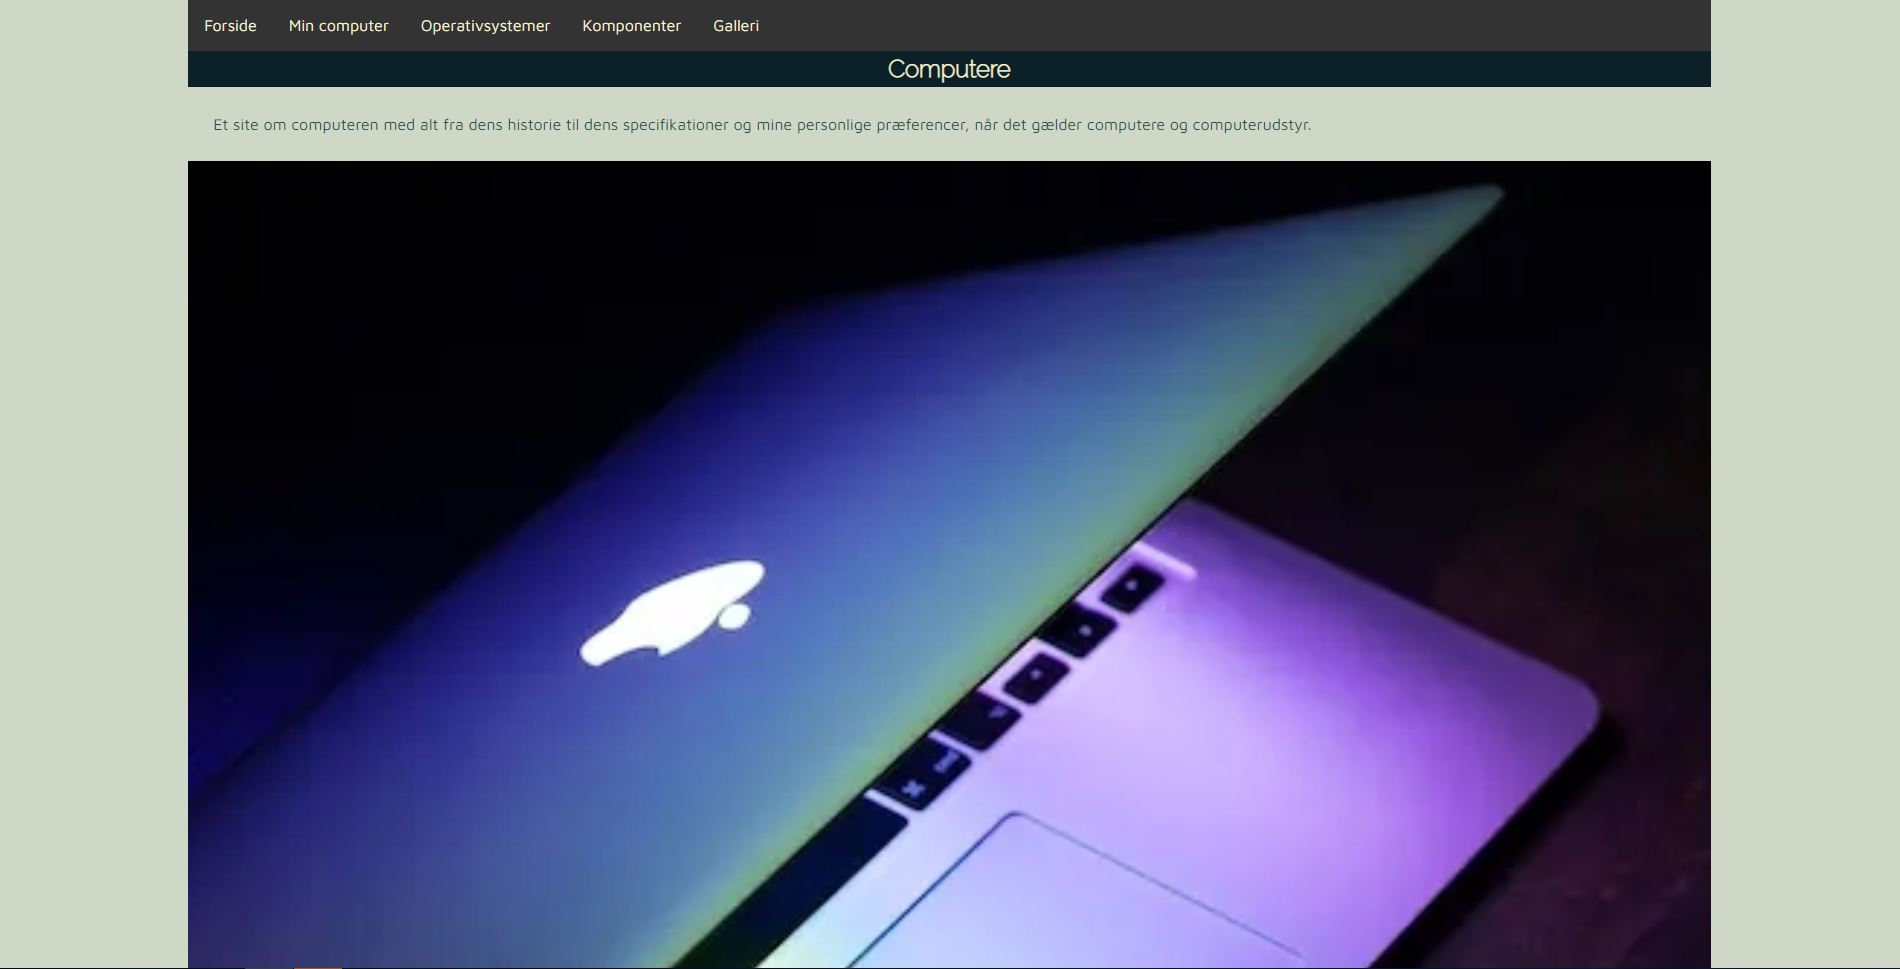 Forside Min computer Operativsystemer Komponenter Galleri
Computere
Et site om computeren med alt fra dens historie til dens specifikationer og mine personlige præferencer, når det gælder computere og computerudstyr.